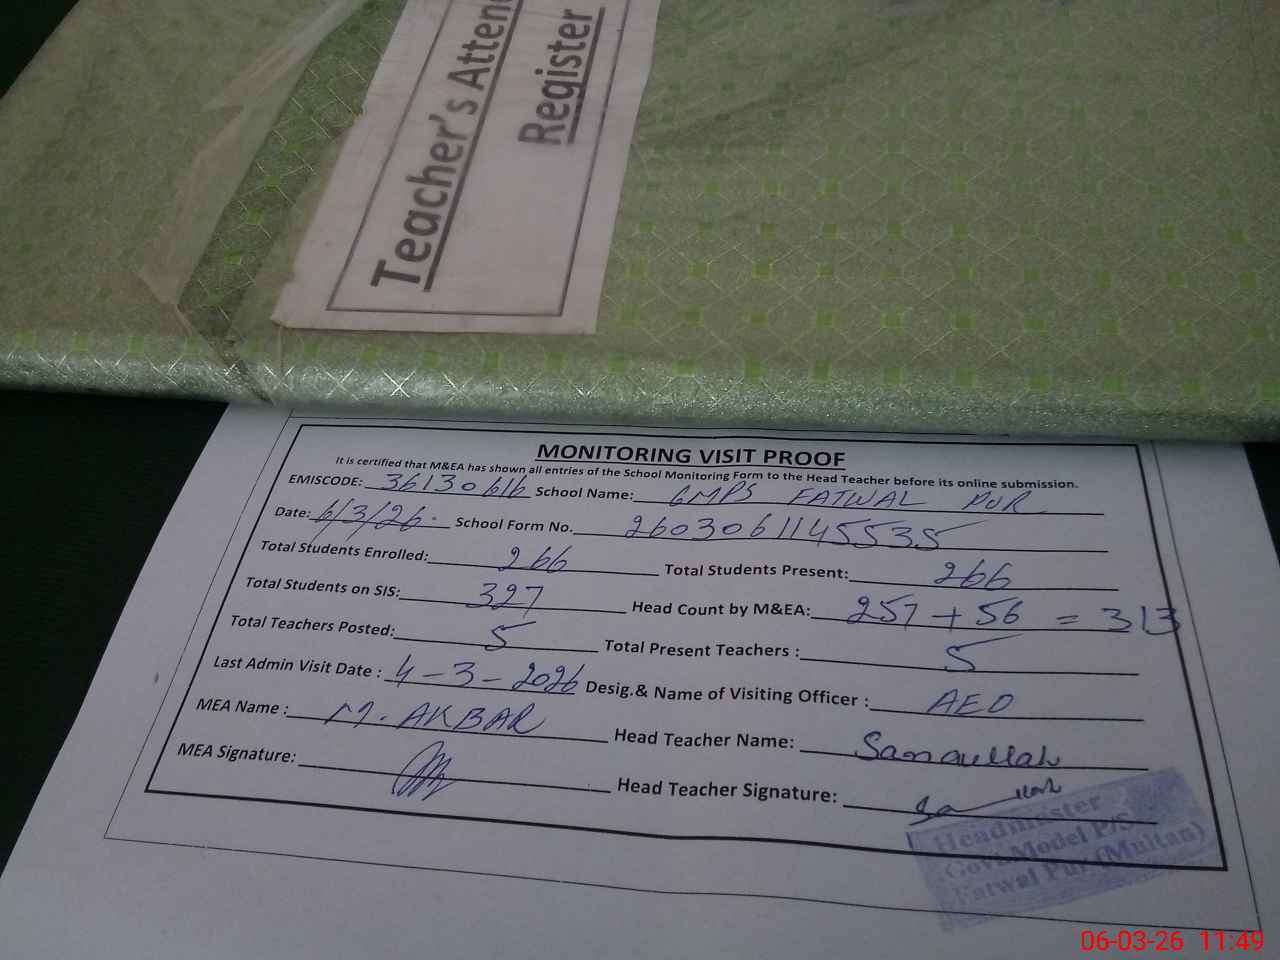 Teacher's Atten
Register
MONITORING VISIT PROOF
It is certified that M&EA has shown all entries of the School Monitoring Form to the Head Teacher before its online submission.
EMISCODE: 36130616 School Name: GMPS FATWAL PUR
Date: 6/3/26. School Form No. 2603061145535
Total Students Enrolled: 266 Total Students Present: 266
Total Students on SIS: 327 Head Count by M&EA: 257 + 56 = 313
Total Teachers Posted: 5 Total Present Teachers : 5
Last Admin Visit Date : 4-3-2026 Desig.& Name of Visiting Officer : AEO
MEA Name : M. AKBAR Head Teacher Name: Sanaullah
MEA Signature: Head Teacher Signature:
Headmaster
Govt.Model P/S
Fatwal Pur (Multan)
06-03-26 11:49